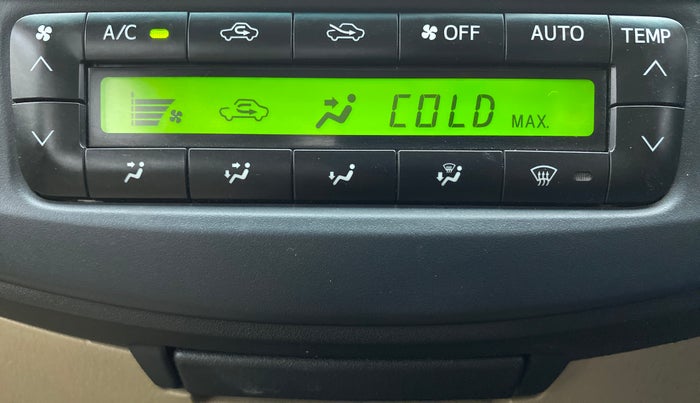 A/C OFF AUTO TEMP
COLD MAX.